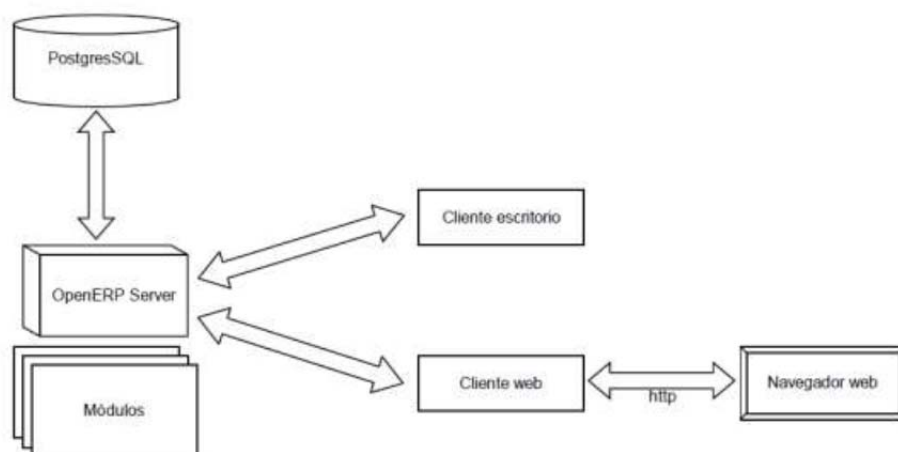 PostgresSQL
Cliente escritorio
OpenERP Server
Cliente web
http
Navegador web
Módulos